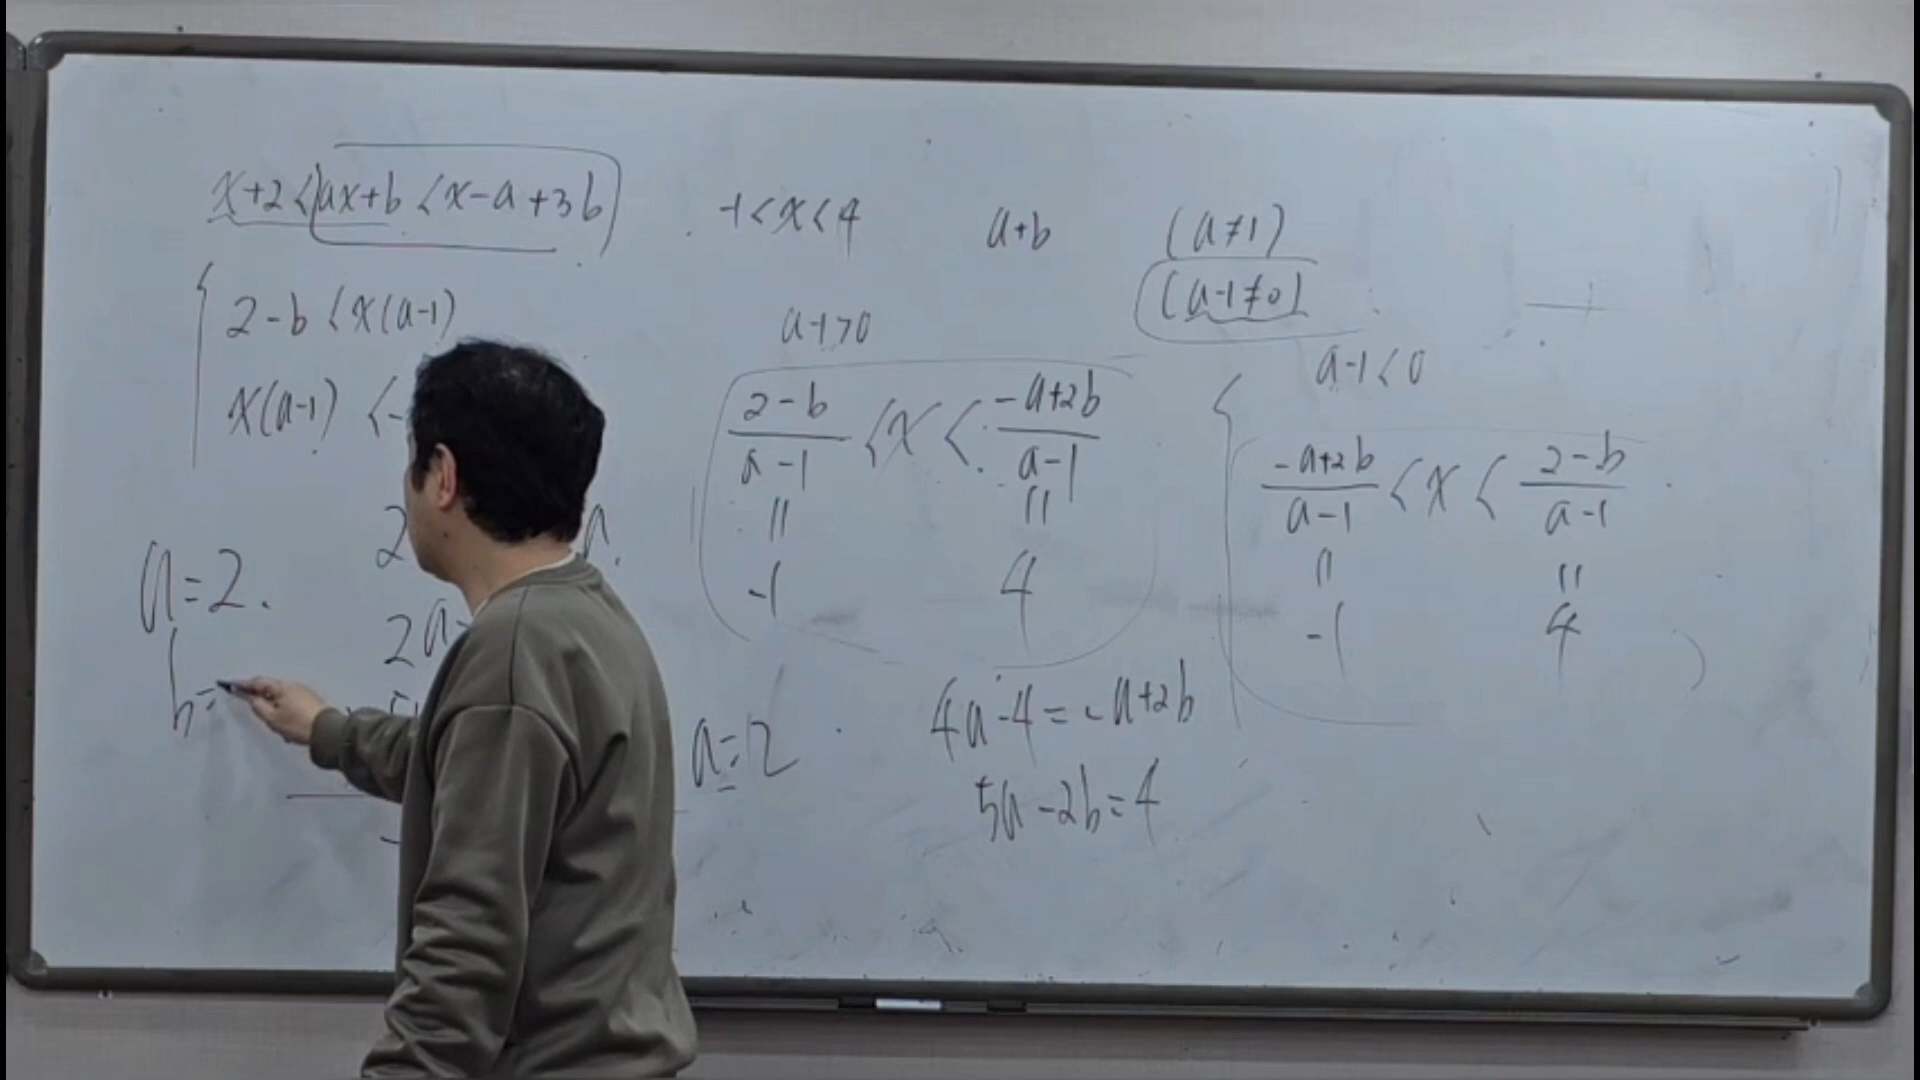 x+2<ax+b<x-a+3b
-1<x<4
a+b
(a≠1)
(a-1≠0)
2-b<x(a-1)
x(a-1)<-
a-1>0
2-b/a-1<x<-a+2b/a-1
=
=
-1
4
a-1<0
-a+2b/a-1<x<2-b/a-1
=
=
-1
4
2
a.
2a-
a=2.
b=
a=2
4a-4=-a+2b
5a-2b=4